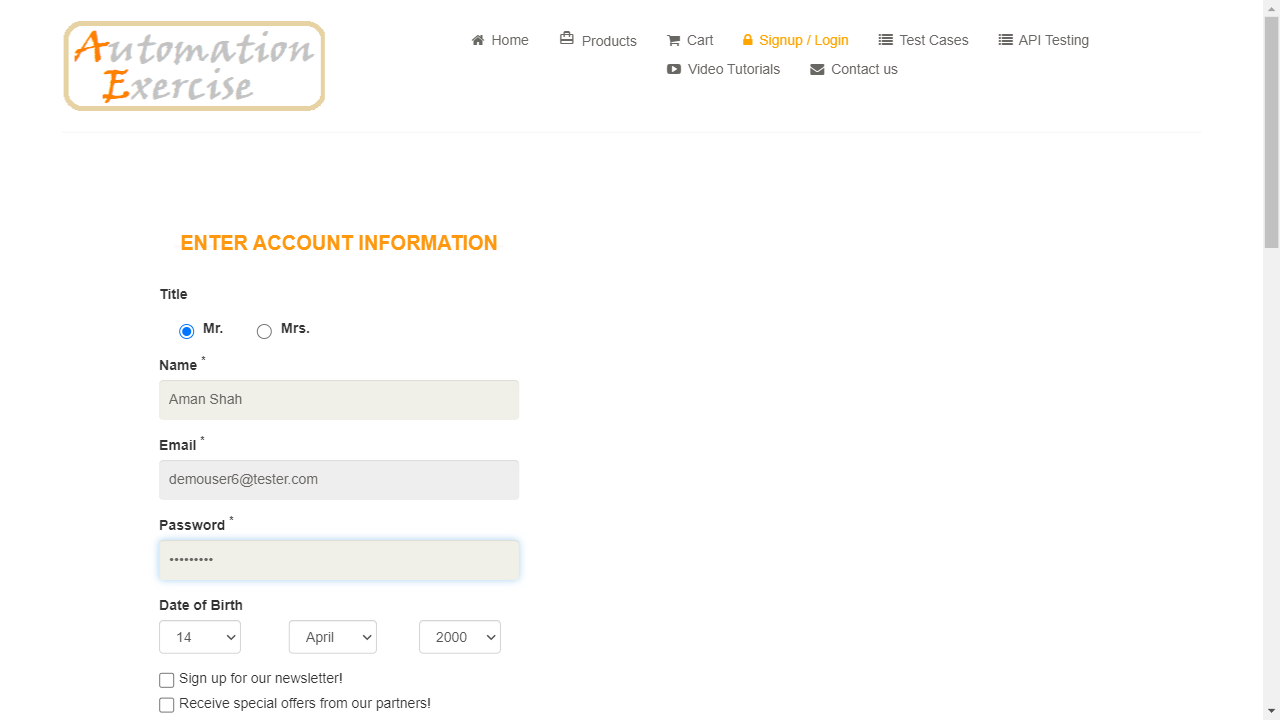 Automation
Exercise
Home
Products
Cart
Signup / Login
Test Cases
API Testing
Video Tutorials
Contact us
ENTER ACCOUNT INFORMATION
Title
Mr.
Mrs.
Name *
Aman Shah
Email *
demouser6@tester.com
Password *
•••••••••
Date of Birth
14
April
2000
Sign up for our newsletter!
Receive special offers from our partners!